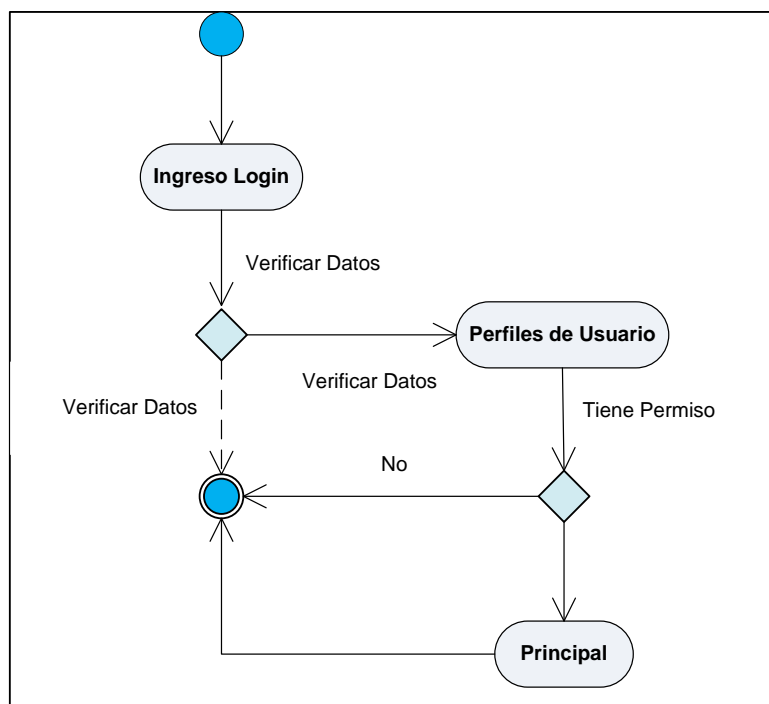 Ingreso Login
Verificar Datos
Perfiles de Usuario
Verificar Datos
Verificar Datos
Tiene Permiso
No
Principal